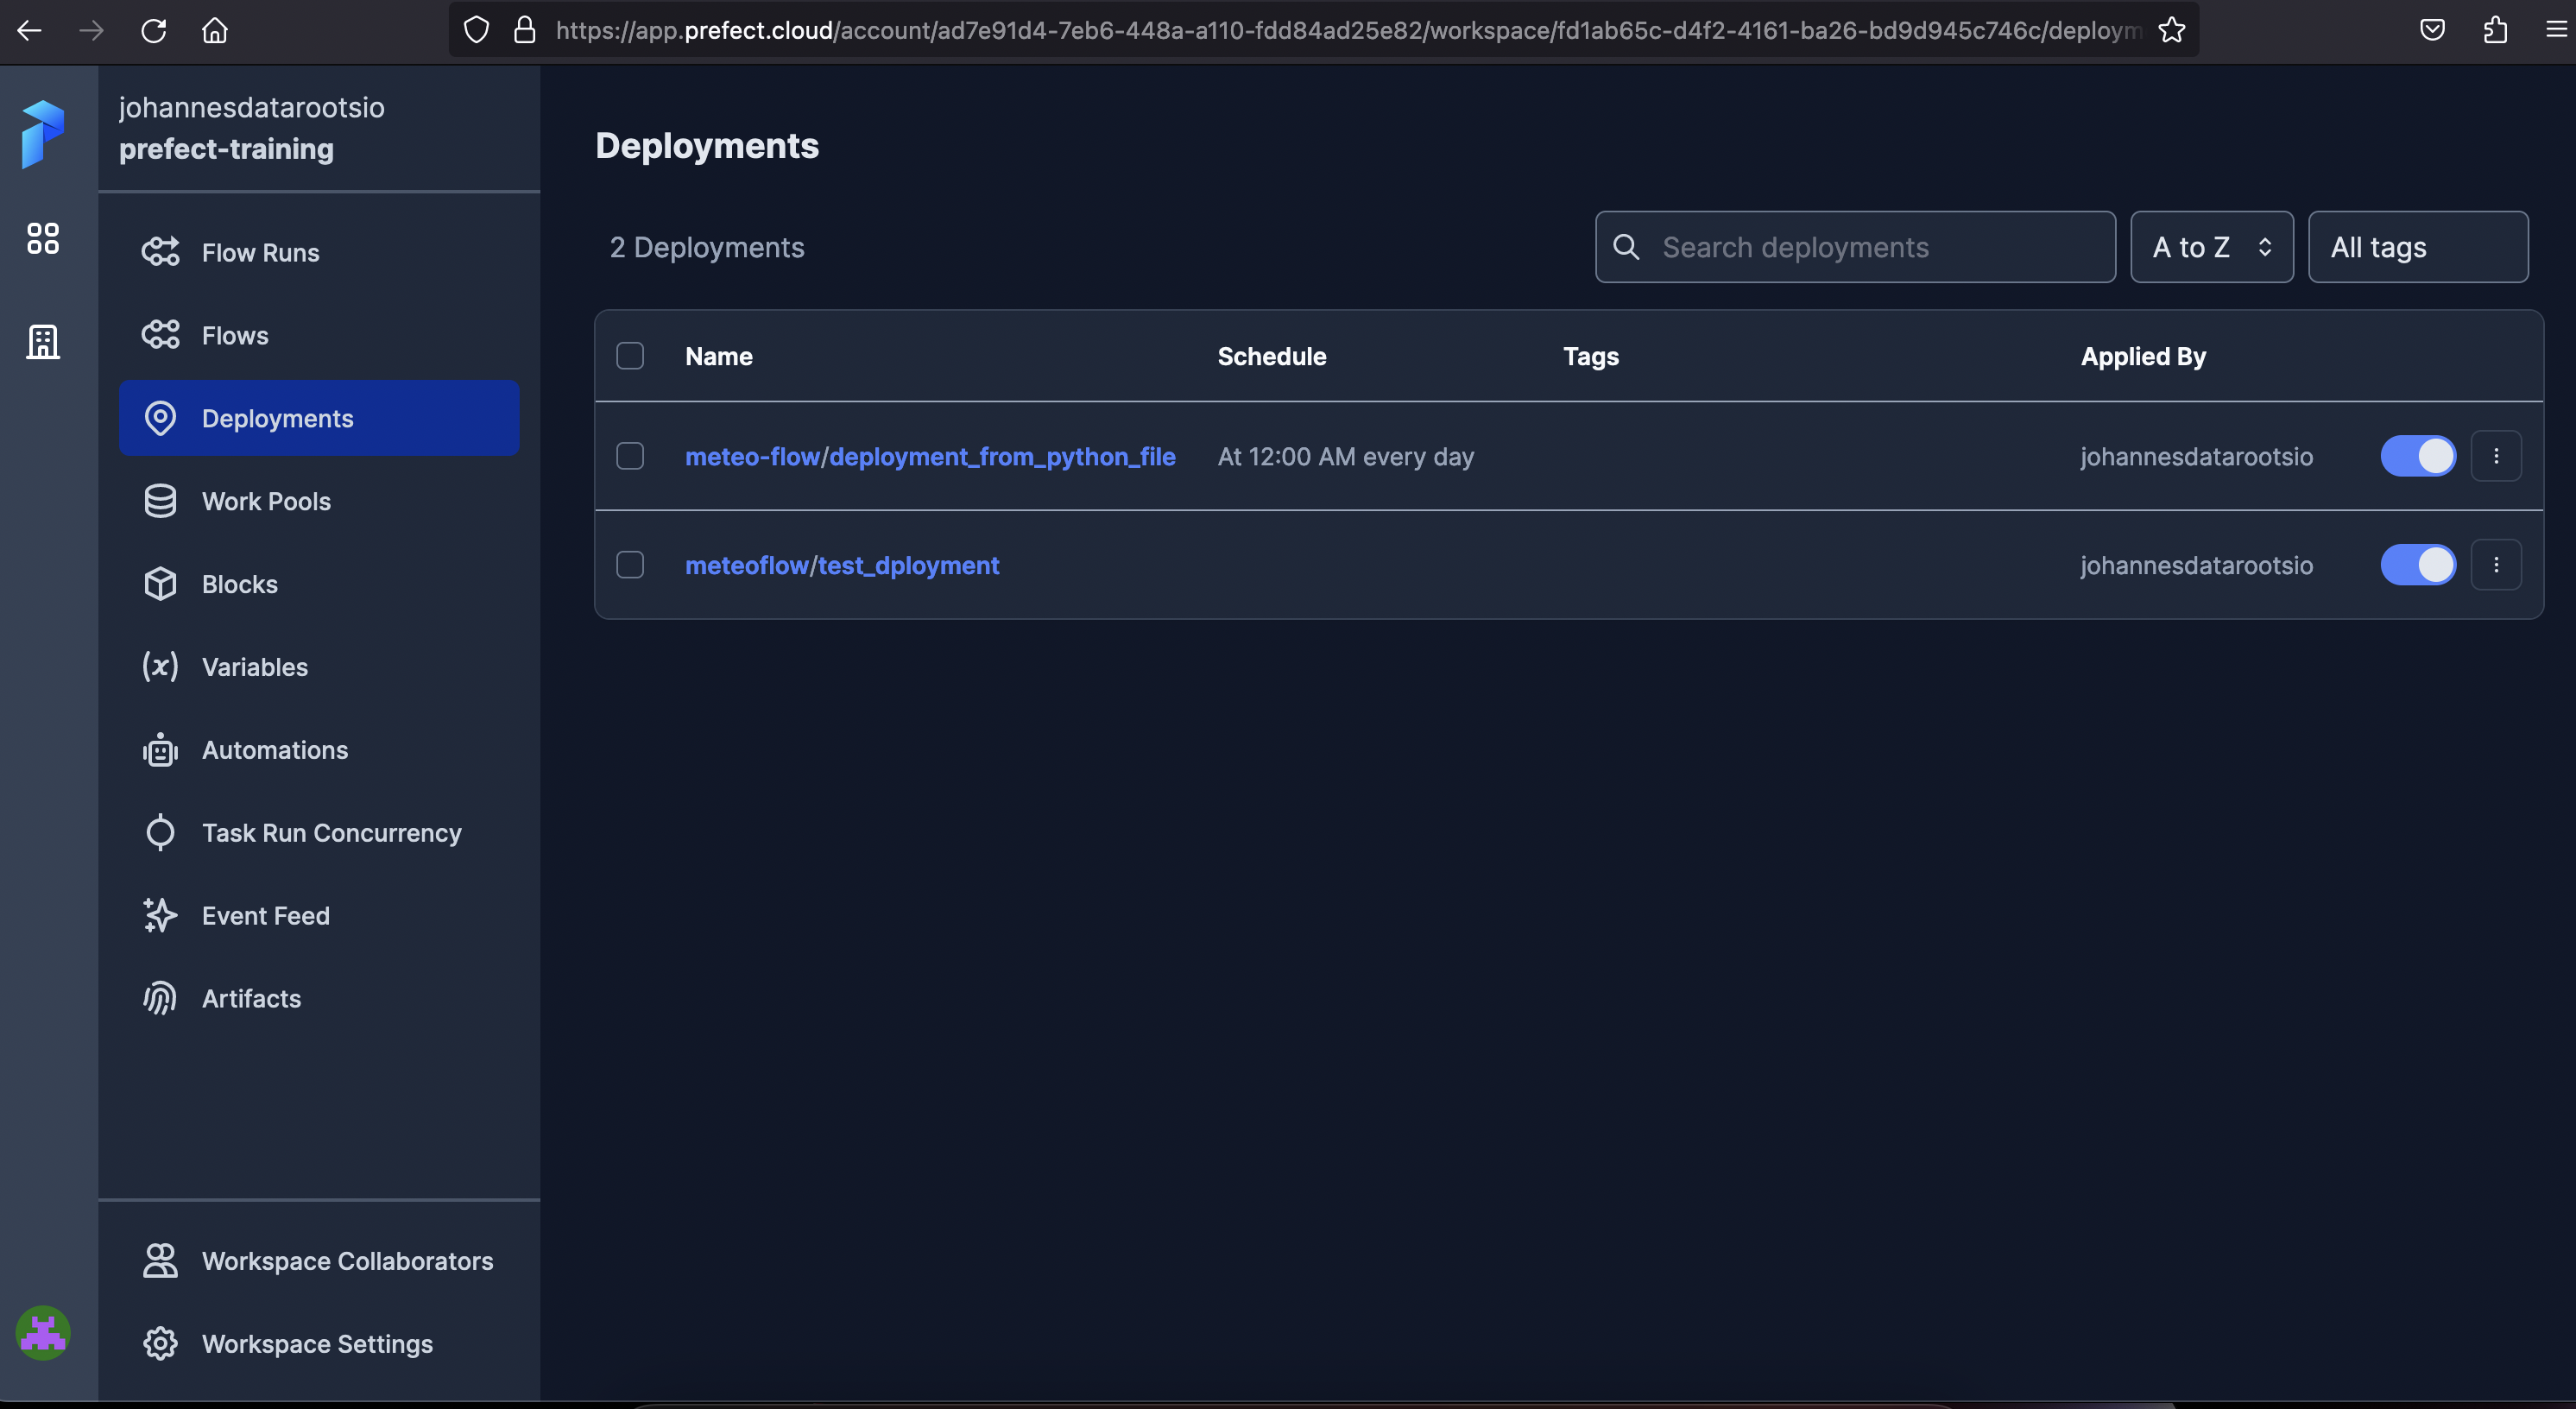 https://app.prefect.cloud/account/ad7e91d4-7eb6-448a-a110-fdd84ad25e82/workspace/fd1ab65c-d4f2-4161-ba26-bd9d945c746c/deploym
johannesdatarootsio
prefect-training
Flow Runs
Flows
Deployments
Work Pools
Blocks
(x) Variables
Automations
Task Run Concurrency
Event Feed
Artifacts
Workspace Collaborators
Workspace Settings
Deployments
2 Deployments
Search deployments
A to Z
All tags
Name Schedule Tags Applied By
meteo-flow/deployment_from_python_file At 12:00 AM every day johannesdatarootsio
meteoflow/test_dployment johannesdatarootsio